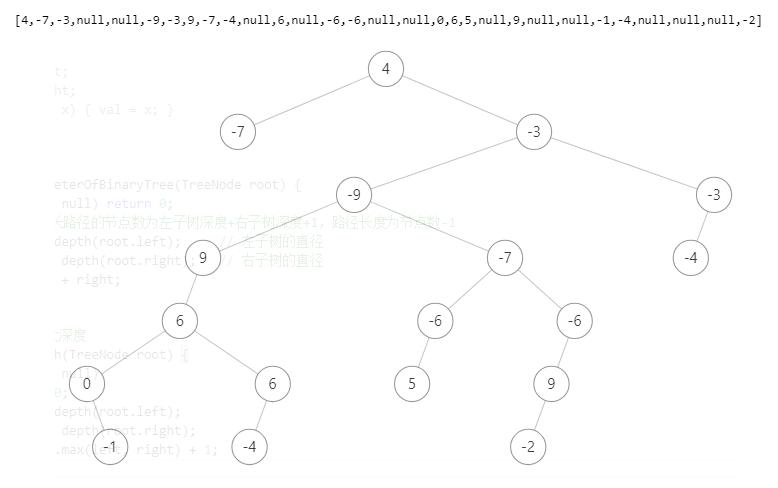 [4,-7,-3,null,null,-9,-3,9,-7,-4,null,6,null,-6,-6,null,null,0,6,5,null,9,null,null,-1,-4,null,null,null,-2]
4
t;
ht;
x) { val = x; }
-7
-3
eterOfBinaryTree(TreeNode root) {
-9
-3
null) return 0;
路径的节点数为左子树深度+右子树深度+1，路径长度为节点数-1
depth(root.left); // 左子树的直径
9
-7
-4
depth(root.right); // 右子树的直径
+ right;
6
-6
-6
深度
h(TreeNode root) {
null)
0
6
5
9
0;
depth(root.left);
depth(root.right);
-1
-4
-2
.max(left, right) + 1;